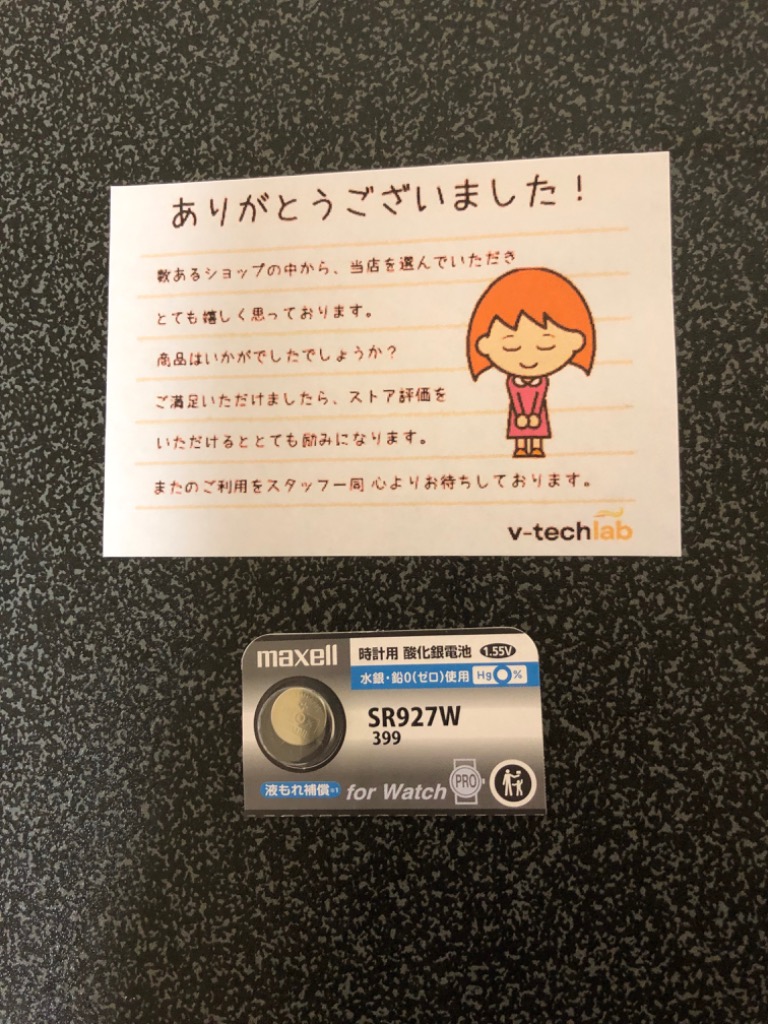 ありがとうございました！
数あるショップの中から、当店を選んでいただき
とても嬉しく思っております。
商品はいかがでしたでしょうか？
ご満足いただけましたら、ストア評価を
いただけるととても励みになります。
またのご利用をスタッフ一同 心よりお待ちしております。
v-techlab
maxell 時計用 酸化銀電池 1.55V
水銀・鉛0(ゼロ)使用 Hg0%
SR927W
399
液もれ補償※1 for Watch PRO